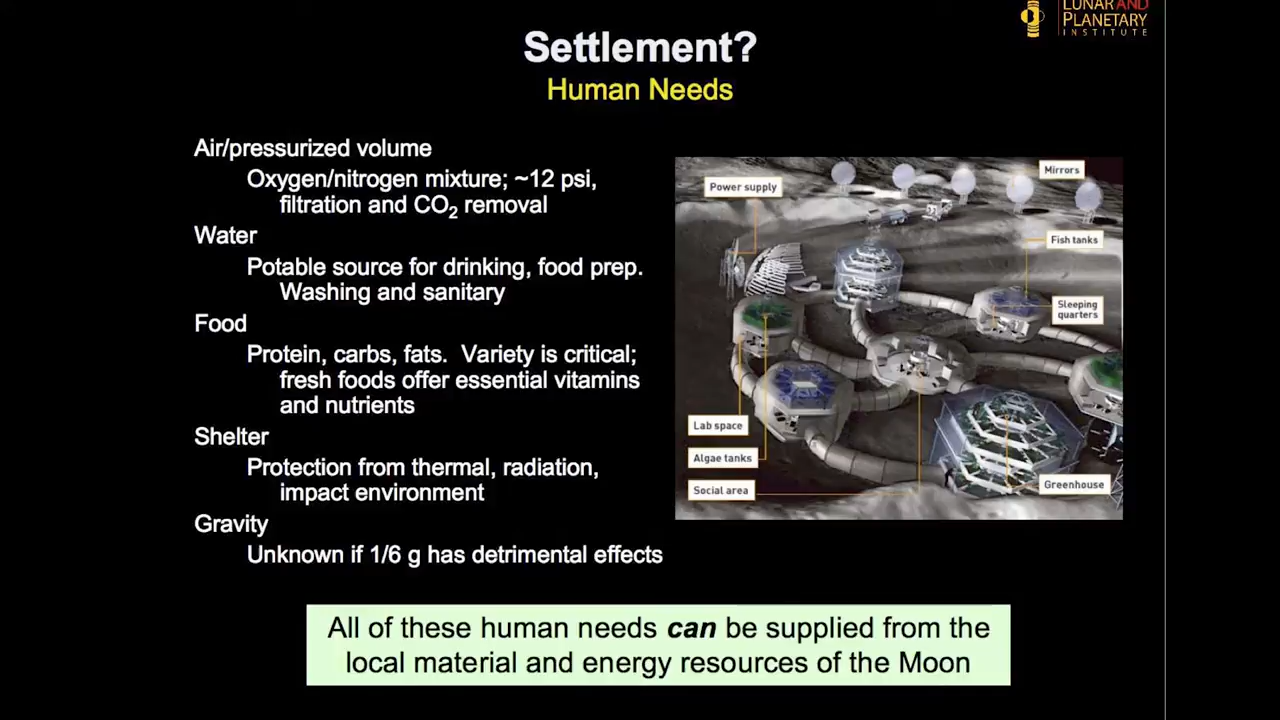 LUNAR AND
PLANETARY
INSTITUTE
Settlement?
Human Needs
Air/pressurized volume
Oxygen/nitrogen mixture; ~12 psi,
filtration and CO₂ removal
Water
Potable source for drinking, food prep.
Washing and sanitary
Food
Protein, carbs, fats. Variety is critical;
fresh foods offer essential vitamins
and nutrients
Shelter
Protection from thermal, radiation,
impact environment
Gravity
Unknown if 1/6 g has detrimental effects
Power supply
Mirrors
Fish tanks
Sleeping
quarters
Lab space
Algae tanks
Social area
Greenhouse
All of these human needs can be supplied from the
local material and energy resources of the Moon